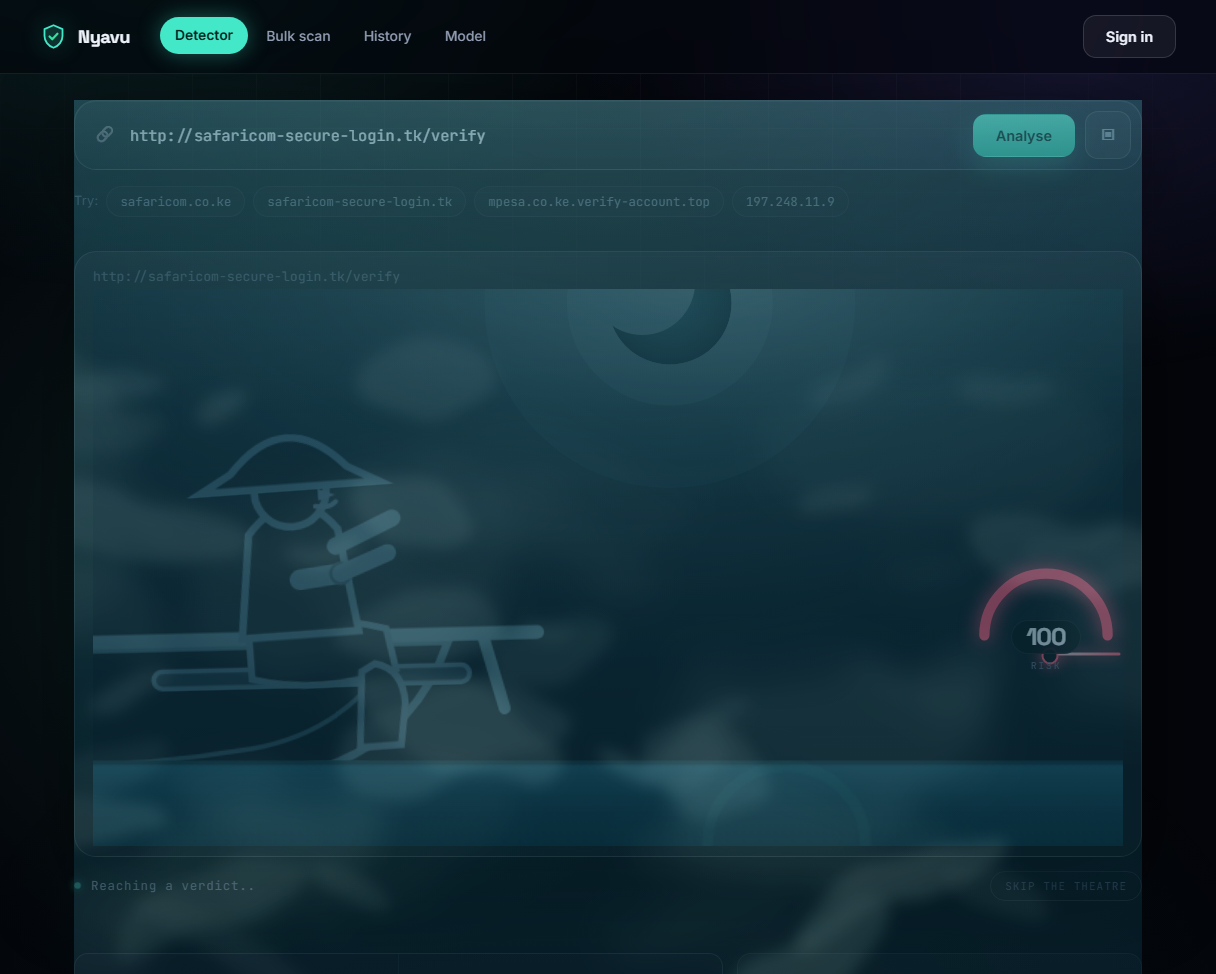 Nyavu Detector Bulk scan History Model Sign in
http://safaricom-secure-login.tk/verify Analyse
Try: safaricom.co.ke safaricom-secure-login.tk mpesa.co.ke.verify-account.top 197.248.11.9
http://safaricom-secure-login.tk/verify
100
RISK
Reaching a verdict.. SKIP THE THEATRE